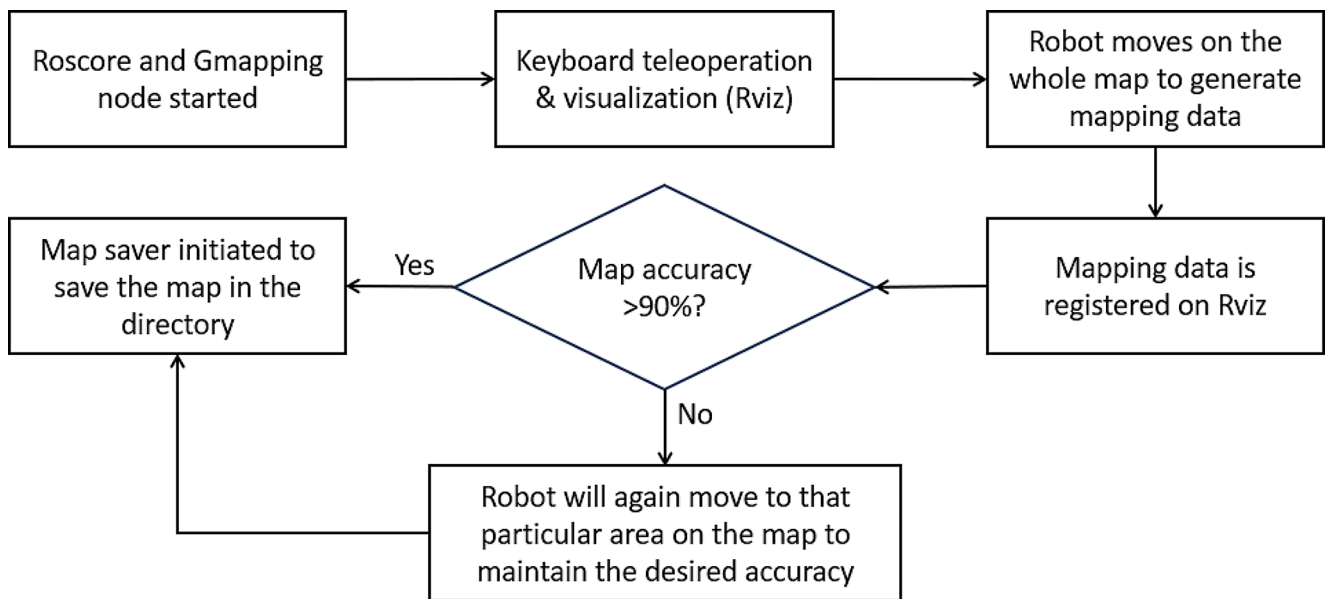 Roscore and Gmapping
node started
Keyboard teleoperation
& visualization (Rviz)
Robot moves on the
whole map to generate
mapping data
Mapping data is
registered on Rviz
Map accuracy
>90%?
Yes
Map saver initiated to
save the map in the
directory
No
Robot will again move to that
particular area on the map to
maintain the desired accuracy